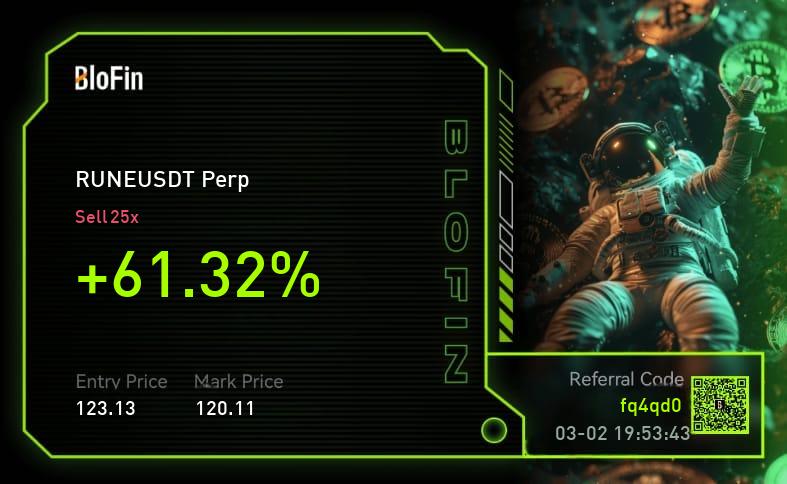 BloFin
RUNEUSDT Perp
Sell 25x
+61.32%
Entry Price Mark Price
123.13 120.11
BLOFIN
Referral Code
fq4qd0
03-02 19:53:43